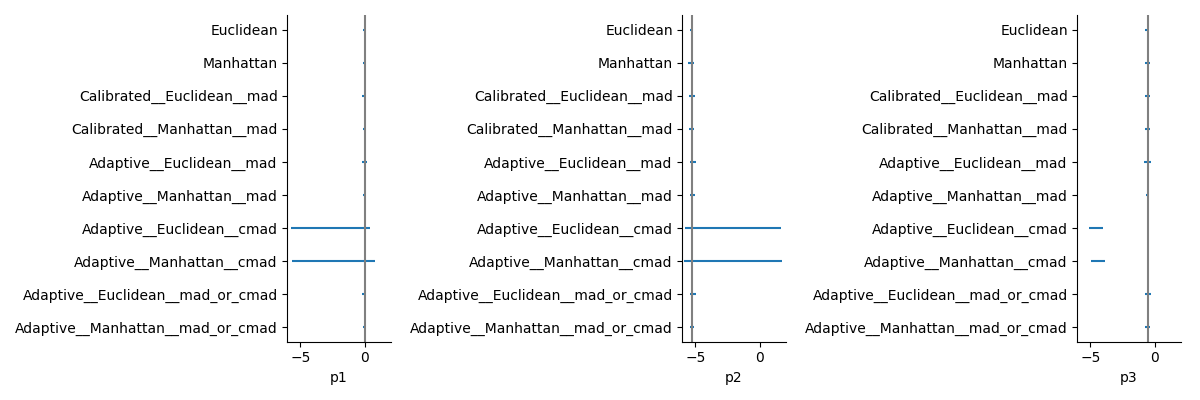 Euclidean
Manhattan
Calibrated__Euclidean__mad
Calibrated__Manhattan__mad
Adaptive__Euclidean__mad
Adaptive__Manhattan__mad
Adaptive__Euclidean__cmad
Adaptive__Manhattan__cmad
Adaptive__Euclidean__mad_or_cmad
Adaptive__Manhattan__mad_or_cmad
−5 0
p1
Euclidean
Manhattan
Calibrated__Euclidean__mad
Calibrated__Manhattan__mad
Adaptive__Euclidean__mad
Adaptive__Manhattan__mad
Adaptive__Euclidean__cmad
Adaptive__Manhattan__cmad
Adaptive__Euclidean__mad_or_cmad
Adaptive__Manhattan__mad_or_cmad
−5 0
p2
Euclidean
Manhattan
Calibrated__Euclidean__mad
Calibrated__Manhattan__mad
Adaptive__Euclidean__mad
Adaptive__Manhattan__mad
Adaptive__Euclidean__cmad
Adaptive__Manhattan__cmad
Adaptive__Euclidean__mad_or_cmad
Adaptive__Manhattan__mad_or_cmad
−5 0
p3